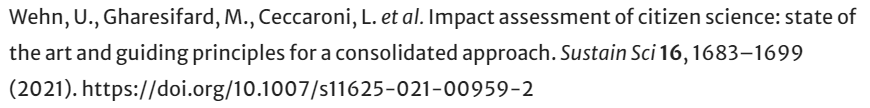 Wehn, U., Gharesifard, M., Ceccaroni, L. et al. Impact assessment of citizen science: state of
the art and guiding principles for a consolidated approach. Sustain Sci 16, 1683–1699
(2021). https://doi.org/10.1007/s11625-021-00959-2